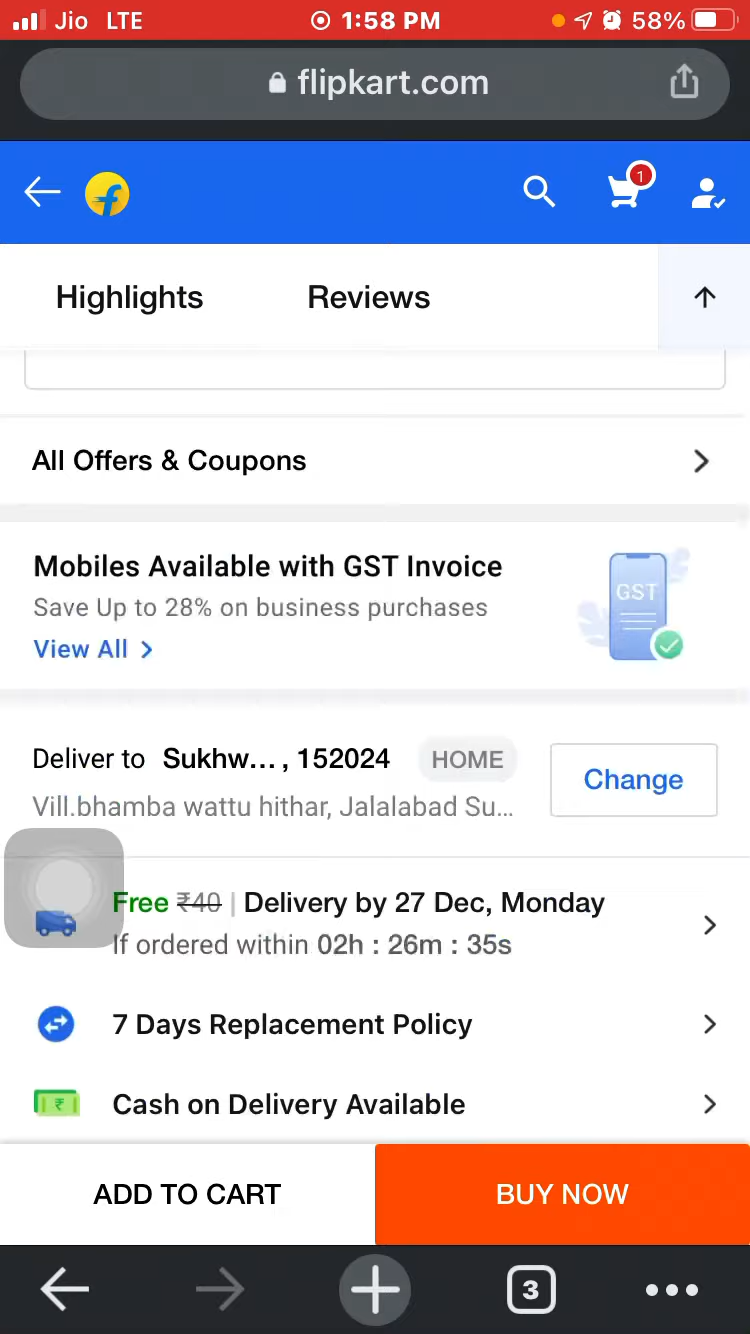 Jio LTE 1:58 PM 58%
flipkart.com
1
Highlights Reviews
All Offers & Coupons
Mobiles Available with GST Invoice
Save Up to 28% on business purchases
View All
GST
Deliver to Sukhw... , 152024 HOME
Change
Vill.bhamba wattu hithar, Jalalabad Su...
Free ₹40 | Delivery by 27 Dec, Monday
If ordered within 02h : 26m : 35s
7 Days Replacement Policy
₹
Cash on Delivery Available
ADD TO CART BUY NOW
3